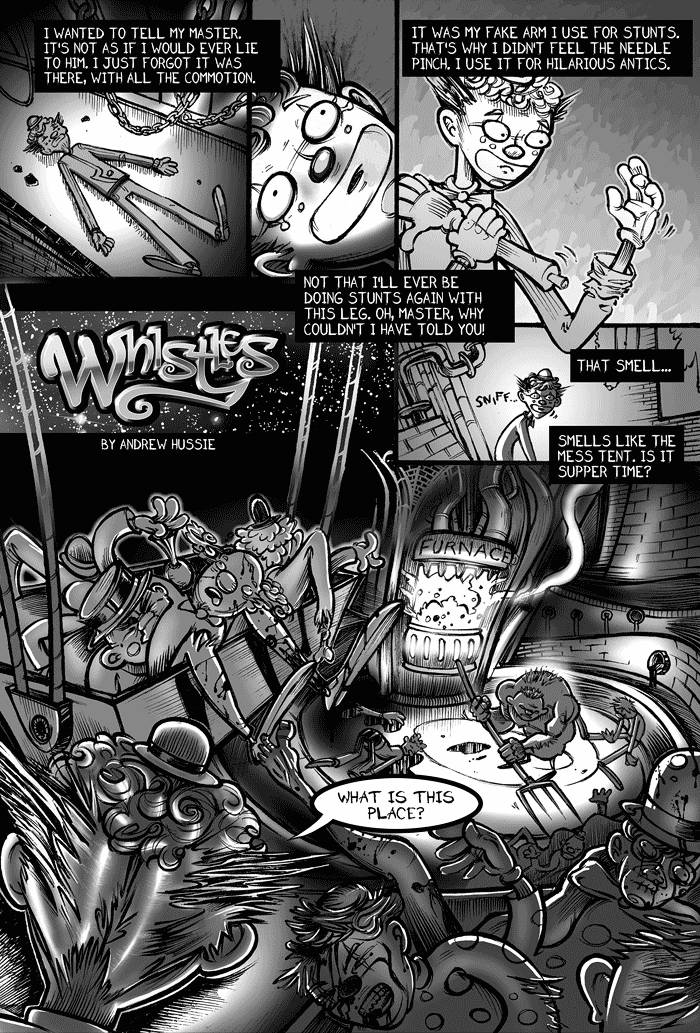 I WANTED TO TELL MY MASTER.
IT'S NOT AS IF I WOULD EVER LIE
TO HIM. I JUST FORGOT IT WAS
THERE, WITH ALL THE COMMOTION.
IT WAS MY FAKE ARM I USE FOR STUNTS.
THAT'S WHY I DIDN'T FEEL THE NEEDLE
PINCH. I USE IT FOR HILARIOUS ANTICS.
NOT THAT I'LL EVER BE
DOING STUNTS AGAIN WITH
THIS LEG. OH, MASTER, WHY
COULDN'T I HAVE TOLD YOU!
WhistLes
BY ANDREW HUSSIE
THAT SMELL...
SNIFF...
SMELLS LIKE THE
MESS TENT. IS IT
SUPPER TIME?
FURNACE
WHAT IS THIS
PLACE?